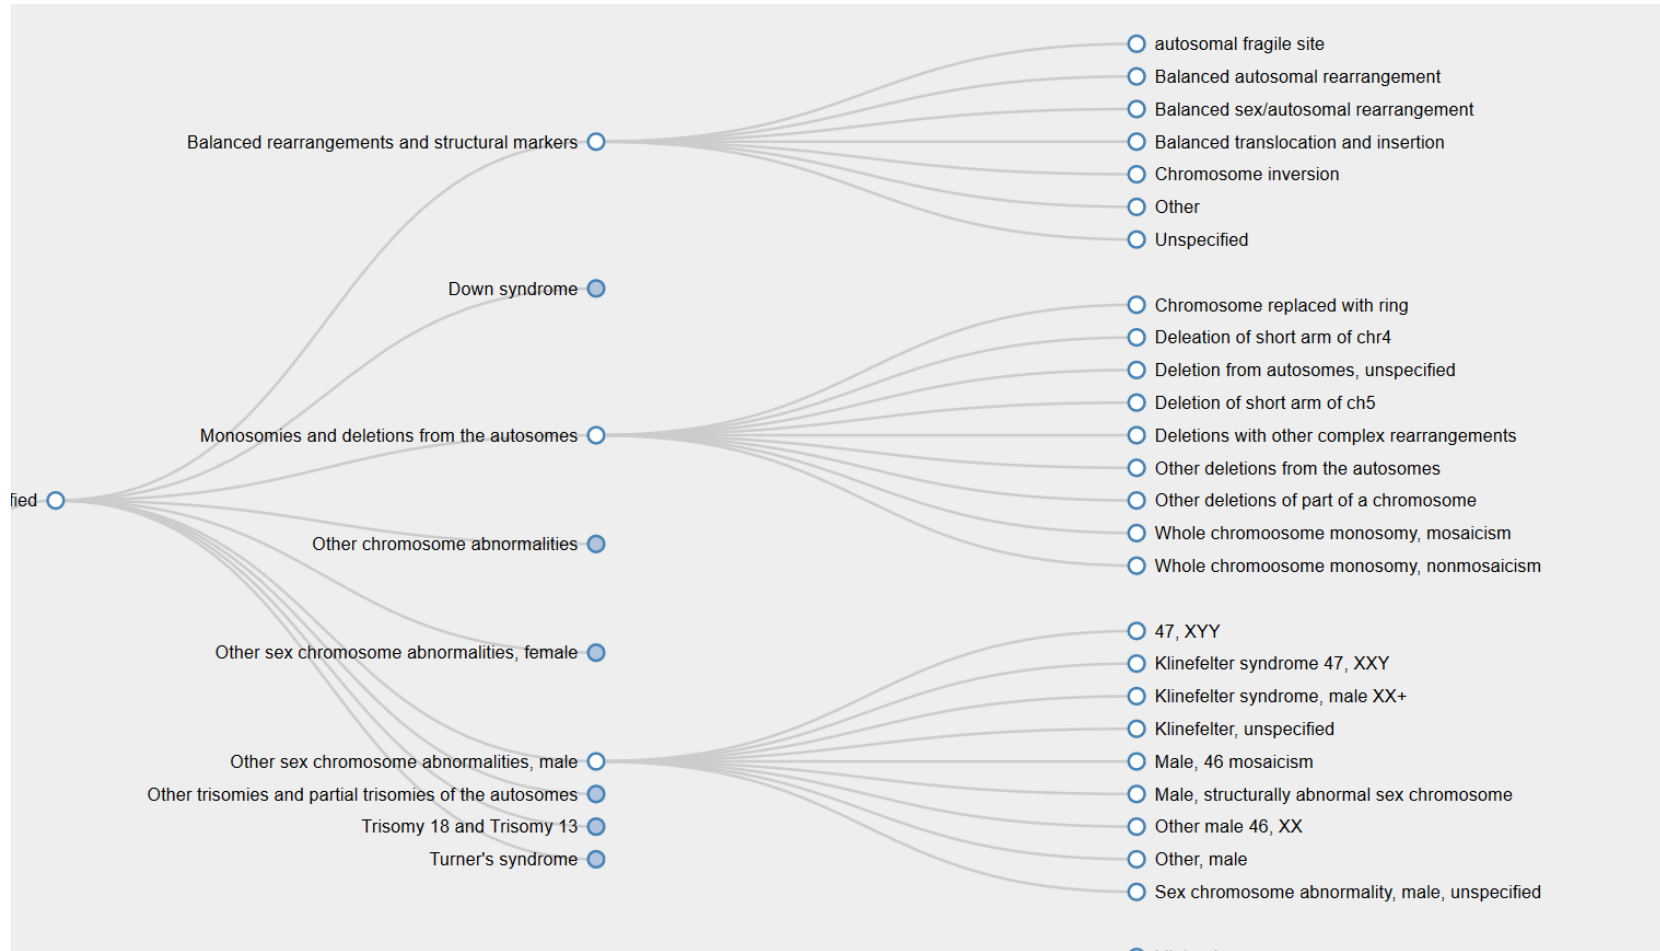 autosomal fragile site
Balanced autosomal rearrangement
Balanced sex/autosomal rearrangement
Balanced rearrangements and structural markers
Balanced translocation and insertion
Chromosome inversion
Other
Unspecified
Down syndrome
Chromosome replaced with ring
Deleation of short arm of chr4
Deletion from autosomes, unspecified
Deletion of short arm of ch5
Monosomies and deletions from the autosomes
Deletions with other complex rearrangements
Other deletions from the autosomes
fied
Other deletions of part of a chromosome
Whole chromoosome monosomy, mosaicism
Other chromosome abnormalities
Whole chromoosome monosomy, nonmosaicism
47, XYY
Other sex chromosome abnormalities, female
Klinefelter syndrome 47, XXY
Klinefelter syndrome, male XX+
Klinefelter, unspecified
Other sex chromosome abnormalities, male
Male, 46 mosaicism
Other trisomies and partial trisomies of the autosomes
Male, structurally abnormal sex chromosome
Trisomy 18 and Trisomy 13
Other male 46, XX
Turner's syndrome
Other, male
Sex chromosome abnormality, male, unspecified